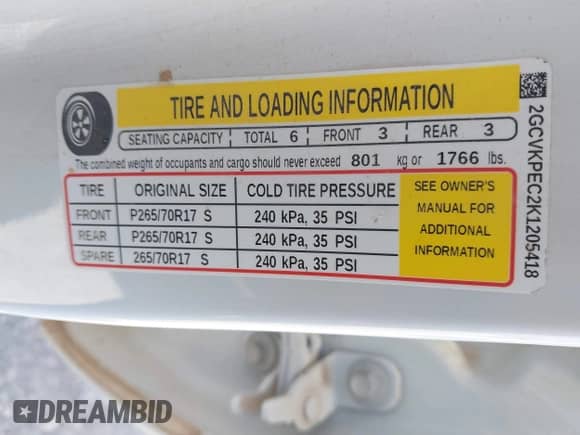 TIRE AND LOADING INFORMATION
SEATING CAPACITY TOTAL 6 FRONT 3 REAR 3
The combined weight of occupants and cargo should never exceed 801 kg or 1766 lbs.
TIRE ORIGINAL SIZE COLD TIRE PRESSURE
FRONT P265/70R17 S 240 kPa, 35 PSI
REAR P265/70R17 S 240 kPa, 35 PSI
SPARE 265/70R17 S 240 kPa, 35 PSI
SEE OWNER'S
MANUAL FOR
ADDITIONAL
INFORMATION
2GCVKPEC2K1205418
DREAMBID